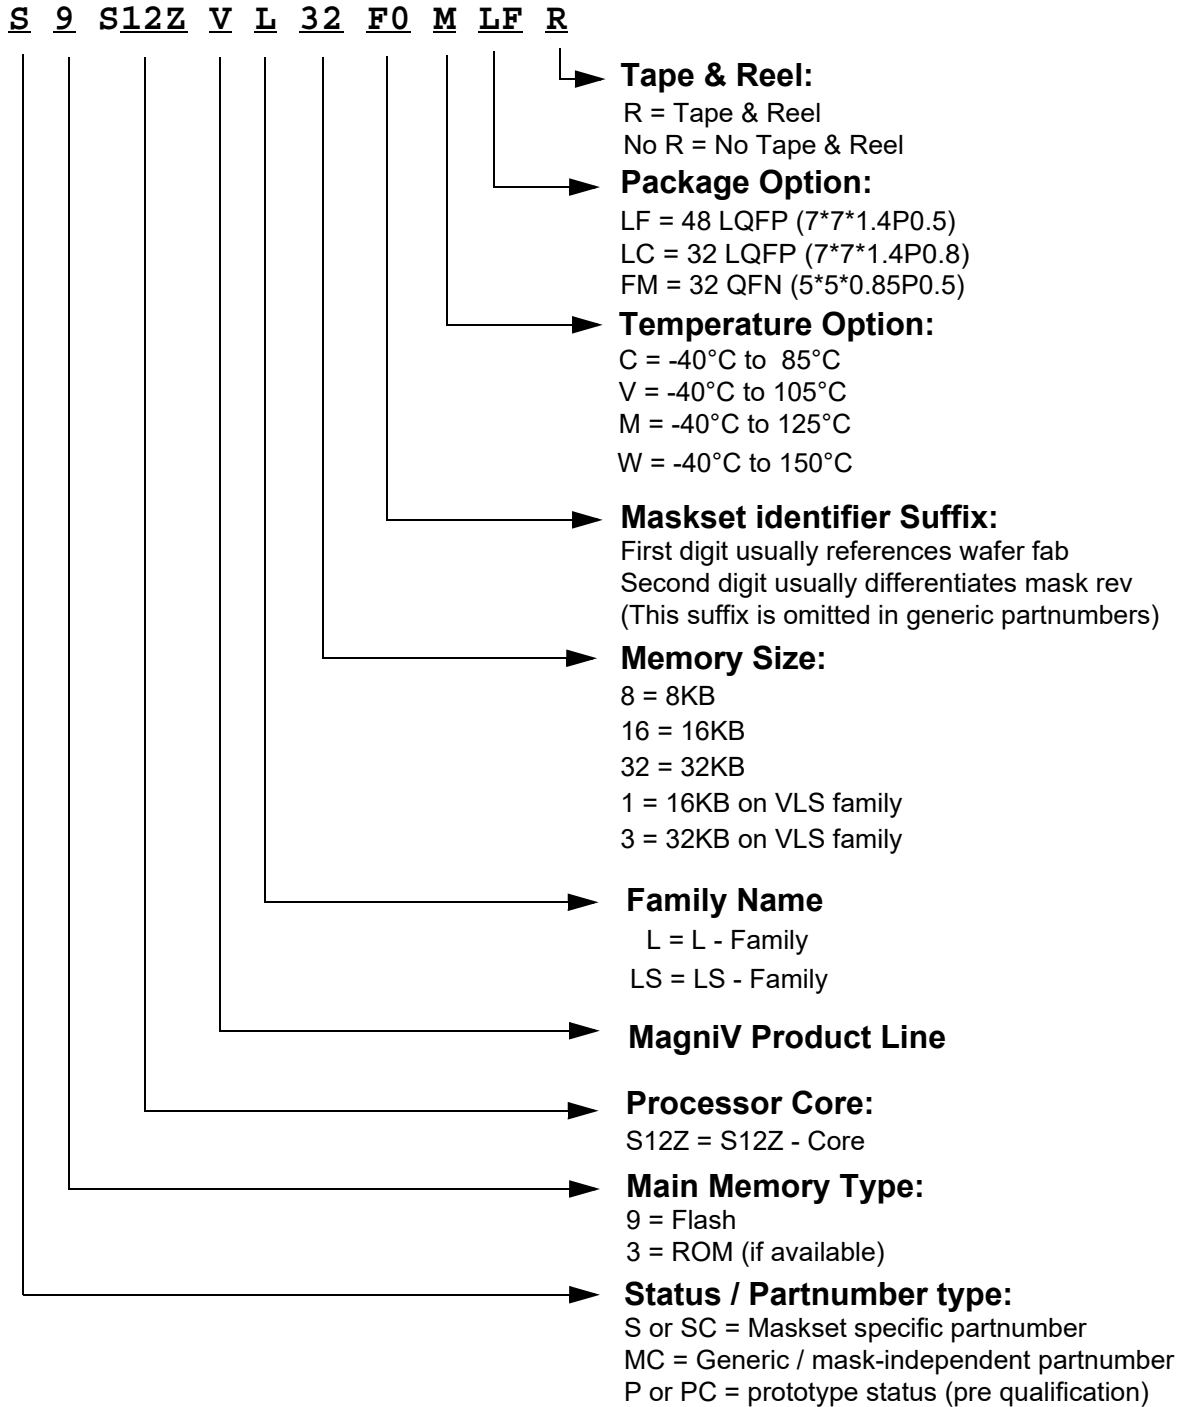 S 9 S12Z V L 32 F0 M LF R
Tape & Reel:
R = Tape & Reel
No R = No Tape & Reel
Package Option:
LF = 48 LQFP (7*7*1.4P0.5)
LC = 32 LQFP (7*7*1.4P0.8)
FM = 32 QFN (5*5*0.85P0.5)
Temperature Option:
C = -40°C to 85°C
V = -40°C to 105°C
M = -40°C to 125°C
W = -40°C to 150°C
Maskset identifier Suffix:
First digit usually references wafer fab
Second digit usually differentiates mask rev
(This suffix is omitted in generic partnumbers)
Memory Size:
8 = 8KB
16 = 16KB
32 = 32KB
1 = 16KB on VLS family
3 = 32KB on VLS family
Family Name
L = L - Family
LS = LS - Family
MagniV Product Line
Processor Core:
S12Z = S12Z - Core
Main Memory Type:
9 = Flash
3 = ROM (if available)
Status / Partnumber type:
S or SC = Maskset specific partnumber
MC = Generic / mask-independent partnumber
P or PC = prototype status (pre qualification)